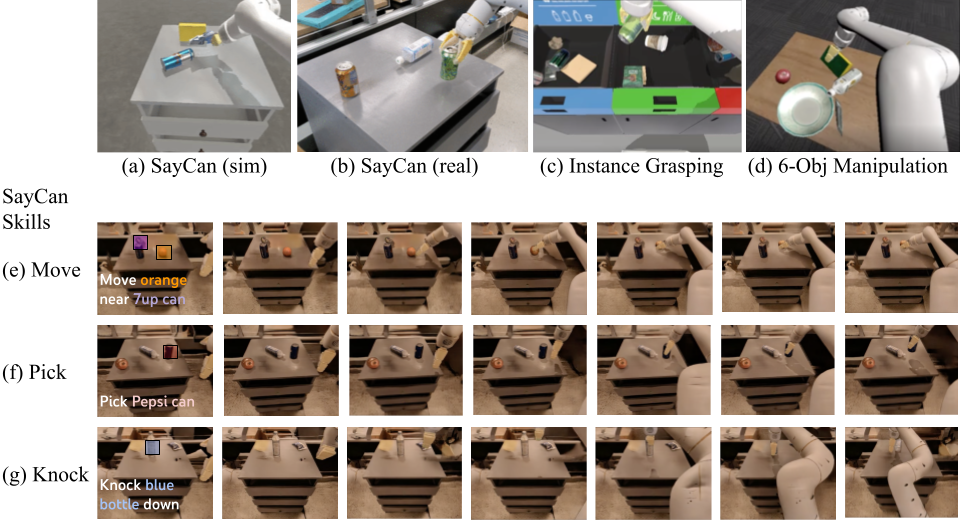 (a) SayCan (sim)
(b) SayCan (real)
(c) Instance Grasping
(d) 6-Obj Manipulation
SayCan
Skills
(e) Move
Move orange
near 7up can
(f) Pick
Pick Pepsi can
(g) Knock
Knock blue
bottle down